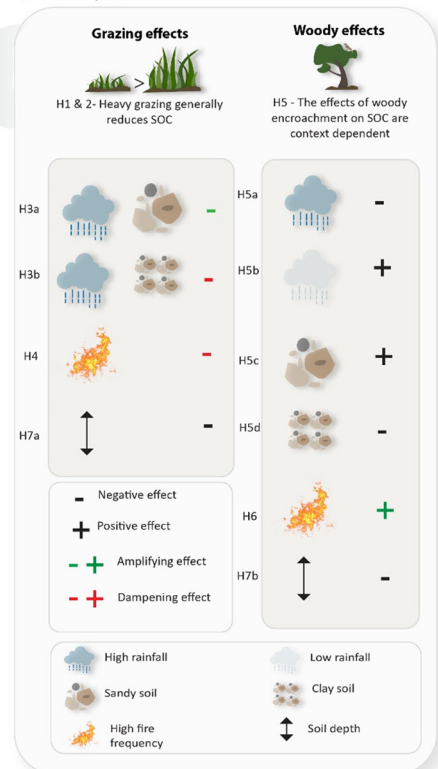 Grazing effects
>
H1 & 2- Heavy grazing generally
reduces SOC
Woody effects
H5 - The effects of woody
encroachment on SOC are
context dependent
H3a
-
H3b
-
H4
-
H7a
-
H5a
-
H5b
+
H5c
+
H5d
-
H6
+
H7b
-
- Negative effect
+ Positive effect
- + Amplifying effect
- + Dampening effect
High rainfall
Low rainfall
Sandy soil
Clay soil
High fire
frequency
Soil depth